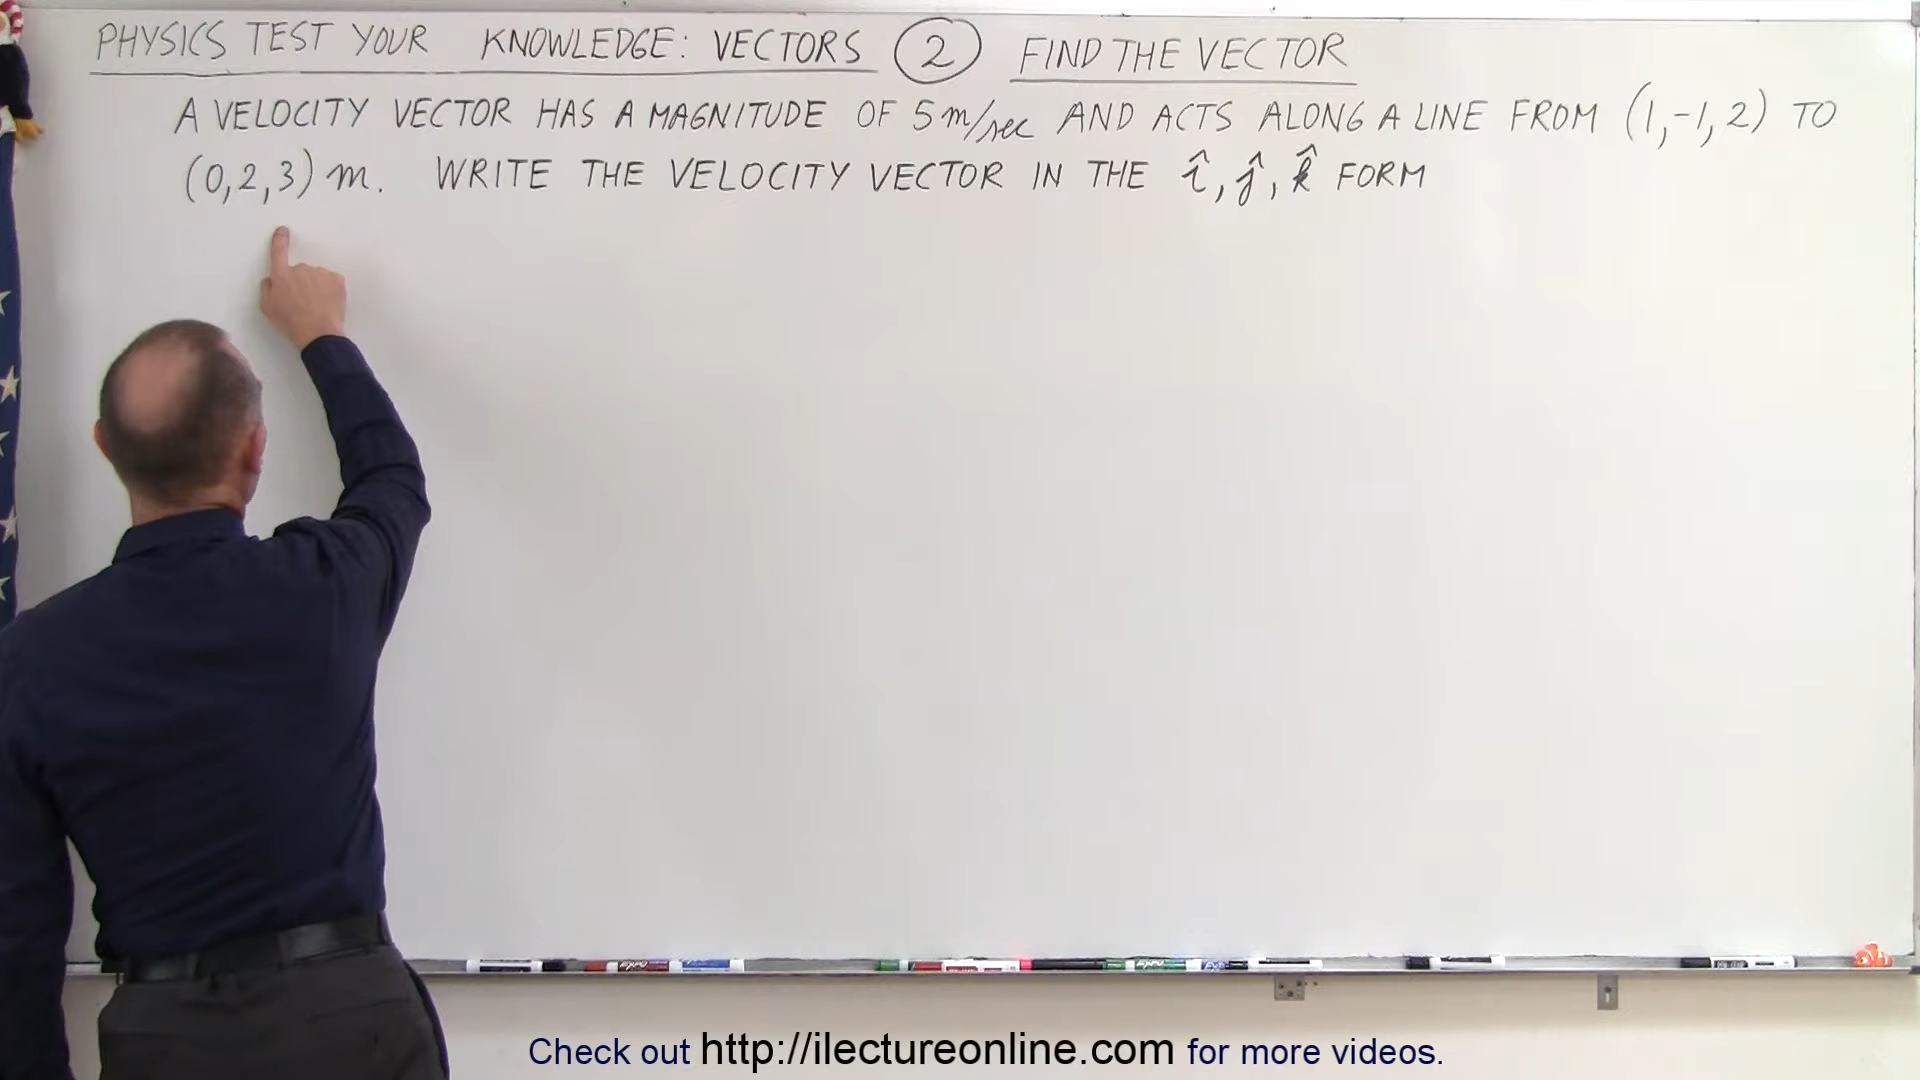 PHYSICS TEST YOUR KNOWLEDGE: VECTORS 2 FIND THE VECTOR
A VELOCITY VECTOR HAS A MAGNITUDE OF 5 m/sec AND ACTS ALONG A LINE FROM (1,-1,2) TO
(0,2,3) m. WRITE THE VELOCITY VECTOR IN THE î, ĵ, k̂ FORM
EXPO
Check out http://ilectureonline.com for more videos.